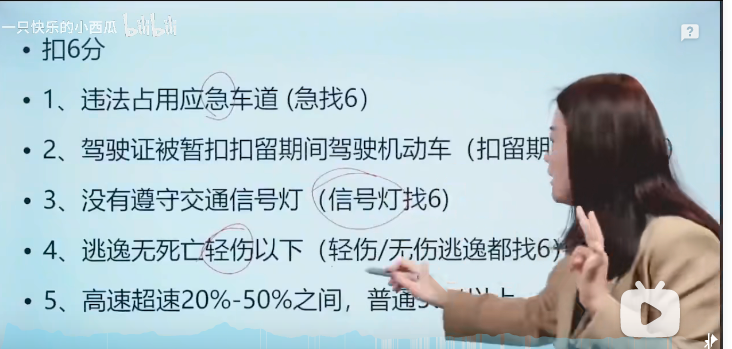 一只快乐的小西瓜 bilibili
• 扣6分
• 1、违法占用应急车道 (急找6）
• 2、驾驶证被暂扣扣留期间驾驶机动车（扣留期
• 3、没有遵守交通信号灯（信号灯找6)
• 4、逃逸无死亡轻伤以下（轻伤/无伤逃逸都找6）
• 5、高速超速20%-50%之间，普通5